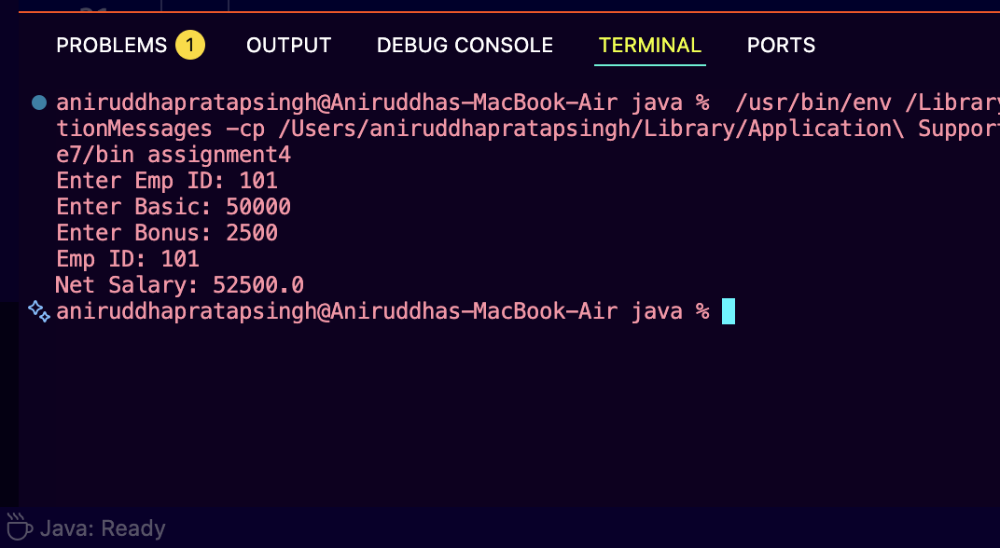 PROBLEMS 1 OUTPUT DEBUG CONSOLE TERMINAL PORTS
aniruddhapratapsingh@Aniruddhas-MacBook-Air java % /usr/bin/env /Library
tionMessages -cp /Users/aniruddhapratapsingh/Library/Application\ Support
e7/bin assignment4
Enter Emp ID: 101
Enter Basic: 50000
Enter Bonus: 2500
Emp ID: 101
Net Salary: 52500.0
aniruddhapratapsingh@Aniruddhas-MacBook-Air java %
Java: Ready